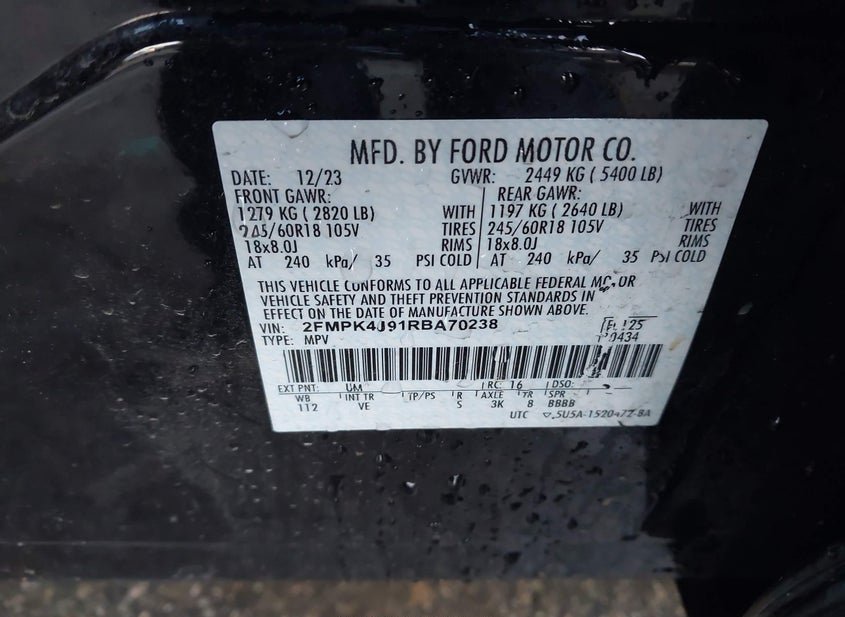 MFD. BY FORD MOTOR CO.
DATE: 12/23 GVWR: 2449 KG ( 5400 LB)
FRONT GAWR: REAR GAWR:
1279 KG ( 2820 LB) WITH 1197 KG ( 2640 LB) WITH
245/60R18 105V TIRES 245/60R18 105V TIRES
18x8.0J RIMS 18x8.0J RIMS
AT 240 kPa/ 35 PSI COLD AT 240 kPa/ 35 PSI COLD
THIS VEHICLE CONFORMS TO ALL APPLICABLE FEDERAL MOTOR
VEHICLE SAFETY AND THEFT PREVENTION STANDARDS IN
EFFECT ON THE DATE OF MANUFACTURE SHOWN ABOVE.
VIN: 2FMPK4J91RBA70238
TYPE: MPV
EXT PNT: UM RC: 16 DSO:
WB INT TR TP/PS R AXLE TR SPR
112 VE S 3K 8 BBBB
UTC